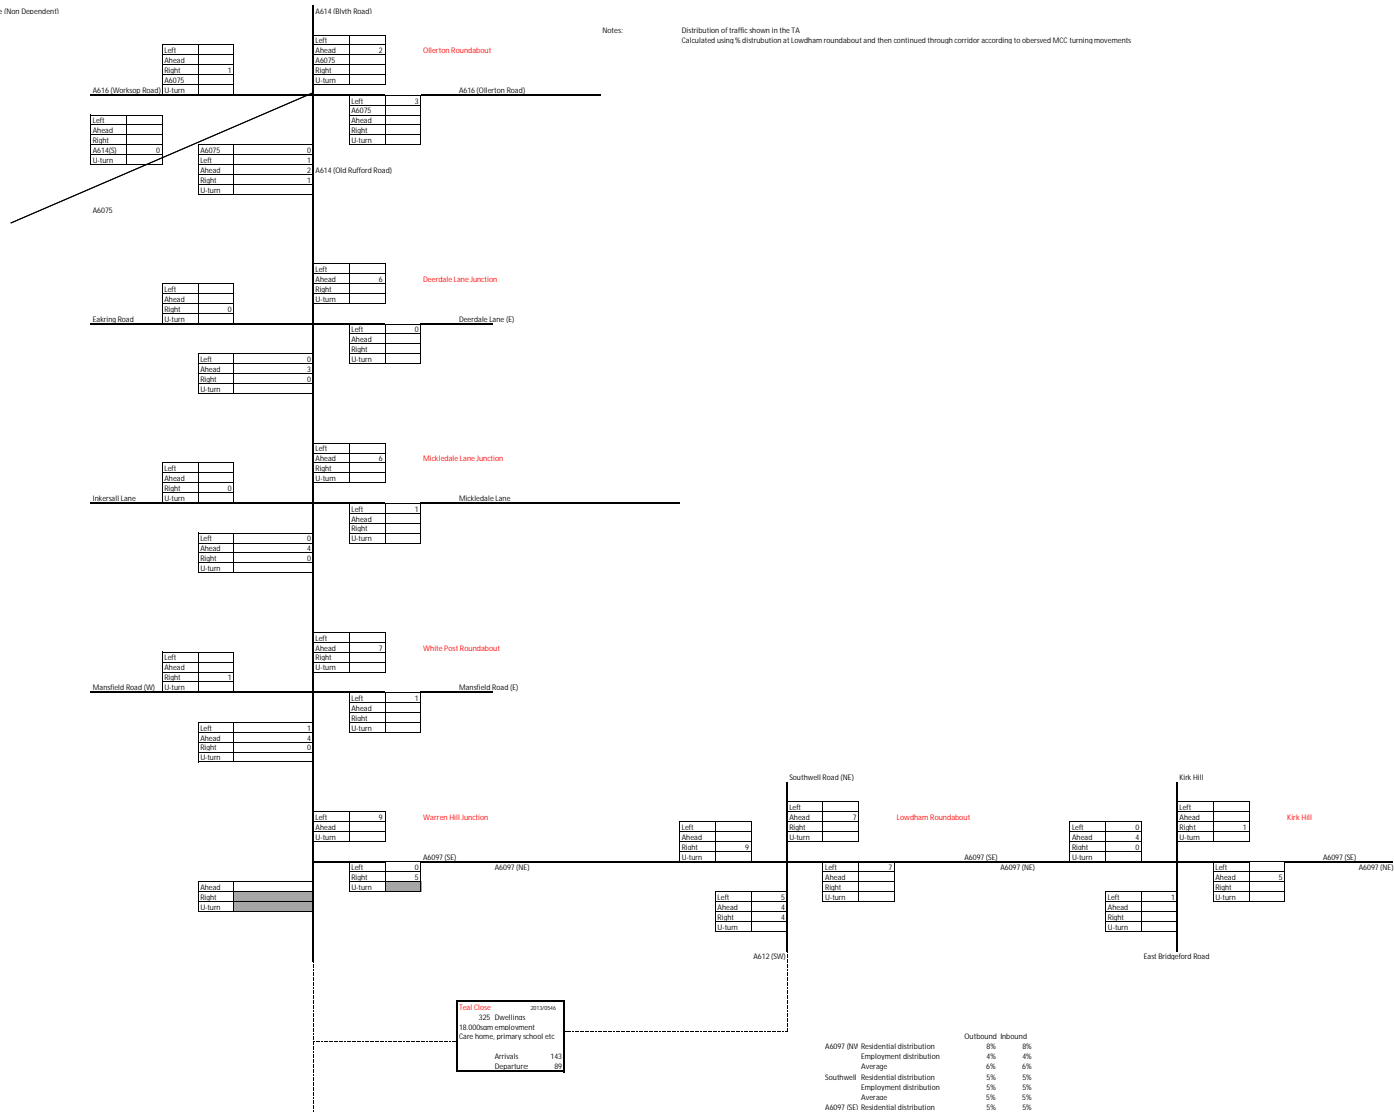 e (Non Dependent)
A614 (Blyth Road)
Notes: Distribution of traffic shown in the TA
Calculated using % distrubution at Lowdham roundabout and then continued through corridor according to obersved MCC turning movements
Left
Ahead 2
A6075
Right
U-turn
Ollerton Roundabout
Left
Ahead
Right 1
A6075
U-turn
A616 (Worksop Road)
A616 (Ollerton Road)
Left 3
A6075
Ahead
Right
U-turn
Left
Ahead
Right
A614(S) 0
U-turn
A6075 0
Left 1
Ahead 2
Right 1
U-turn
A614 (Old Rufford Road)
A6075
Left
Ahead 6
Right
U-turn
Deerdale Lane Junction
Left
Ahead
Right 0
U-turn
Eakring Road
Deerdale Lane (E)
Left 0
Ahead
Right
U-turn
Left 0
Ahead 3
Right 0
U-turn
Left
Ahead 6
Right
U-turn
Mickledale Lane Junction
Left
Ahead
Right 0
U-turn
Inkersall Lane
Mickledale Lane
Left 1
Ahead
Right
U-turn
Left 0
Ahead 4
Right 0
U-turn
Left
Ahead 7
Right
U-turn
White Post Roundabout
Left
Ahead
Right 1
U-turn
Mansfield Road (W)
Mansfield Road (E)
Left 1
Ahead
Right
U-turn
Left 1
Ahead 4
Right 0
U-turn
Southwell Road (NE)
Kirk Hill
Left 9
Ahead
U-turn
Warren Hill Junction
Left
Ahead
Right 9
U-turn
Left
Ahead 7
Right
U-turn
Lowdham Roundabout
Left 0
Ahead 4
Right 0
U-turn
Left
Ahead
Right 1
U-turn
Kirk Hill
A6097 (SE)
A6097 (NE)
A6097 (SE)
A6097 (NE)
A6097 (SE)
A6097 (NE)
Left 0
Right 5
U-turn
Ahead
Right
U-turn
Left 7
Ahead
Right
U-turn
Left 5
Ahead 4
Right 4
U-turn
Left
Ahead 5
Right
U-turn
Left 1
Ahead
Right
U-turn
A612 (SW)
East Bridgeford Road
Teal Close 2013/0546
325 Dwellings
18,000sqm employment
Care home, primary school etc
Arrivals 143
Departure 89
Outbound Inbound
A6097 (NW Residential distribution 8% 8%
Employment distribution 4% 4%
Average 6% 6%
Southwell Residential distribution 5% 5%
Employment distribution 5% 5%
Average 5% 5%
A6097 (SE) Residential distribution 5% 5%